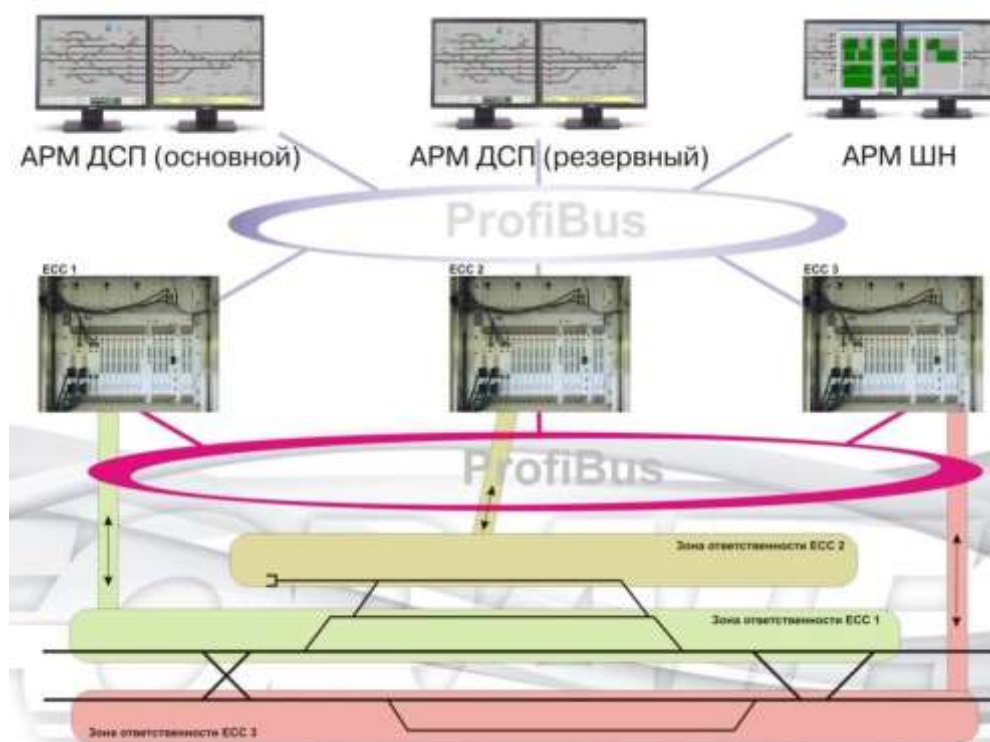 АРМ ДСП (основной)
АРМ ДСП (резервный)
АРМ ШН
ProfiBus
ECC 1
ECC 2
ECC 3
ProfiBus
Зона ответственности ECC 2
Зона ответственности ECC 1
Зона ответственности ECC 3